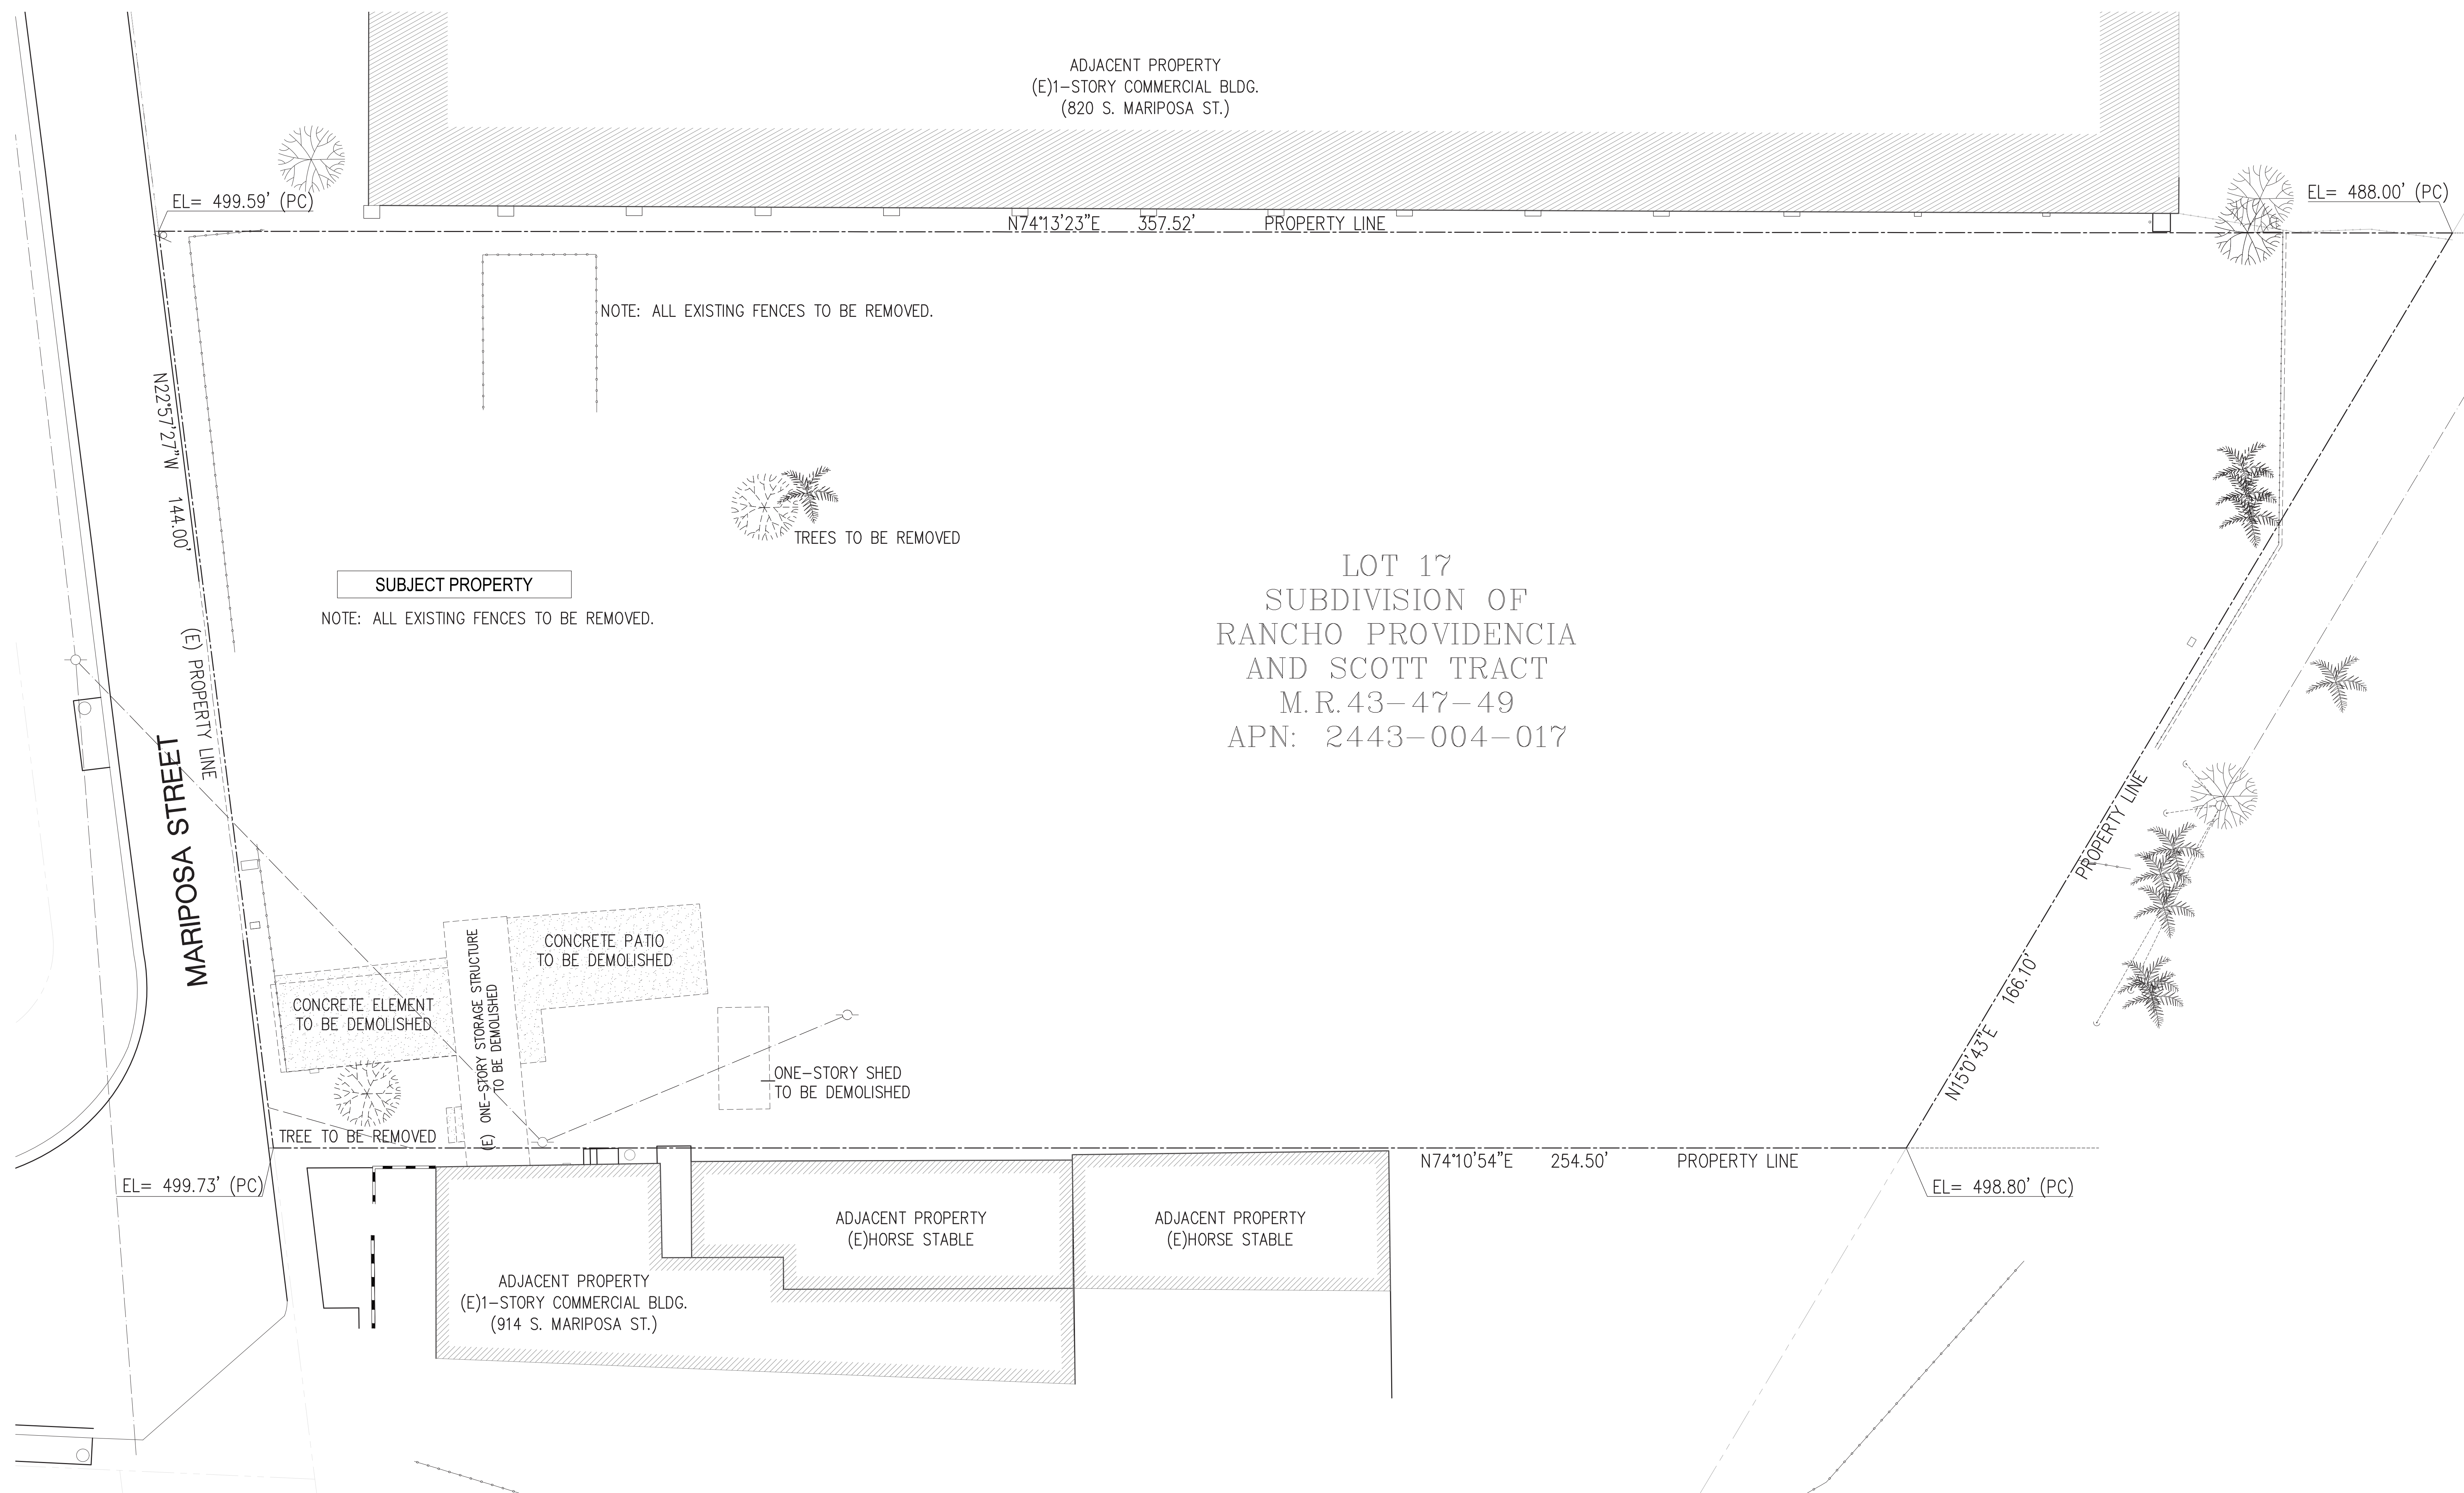 ADJACENT PROPERTY
(E)1-STORY COMMERCIAL BLDG.
(820 S. MARIPOSA ST.)
EL= 499.59' (PC)
EL= 488.00' (PC)
N74°13'23"E 357.52' PROPERTY LINE
NOTE: ALL EXISTING FENCES TO BE REMOVED.
N22°57'27"W 144.00' (E) PROPERTY LINE
TREES TO BE REMOVED
SUBJECT PROPERTY
NOTE: ALL EXISTING FENCES TO BE REMOVED.
LOT 17
SUBDIVISION OF
RANCHO PROVIDENCIA
AND SCOTT TRACT
M.R.43-47-49
APN: 2443-004-017
MARIPOSA STREET
N15°0'43"E 166.10' PROPERTY LINE
CONCRETE PATIO
TO BE DEMOLISHED
(E) ONE-STORY STORAGE STRUCTURE
TO BE DEMOLISHED
CONCRETE ELEMENT
TO BE DEMOLISHED
ONE-STORY SHED
TO BE DEMOLISHED
TREE TO BE REMOVED
EL= 499.73' (PC)
N74°10'54"E 254.50' PROPERTY LINE
EL= 498.80' (PC)
ADJACENT PROPERTY
(E)HORSE STABLE
ADJACENT PROPERTY
(E)HORSE STABLE
ADJACENT PROPERTY
(E)1-STORY COMMERCIAL BLDG.
(914 S. MARIPOSA ST.)